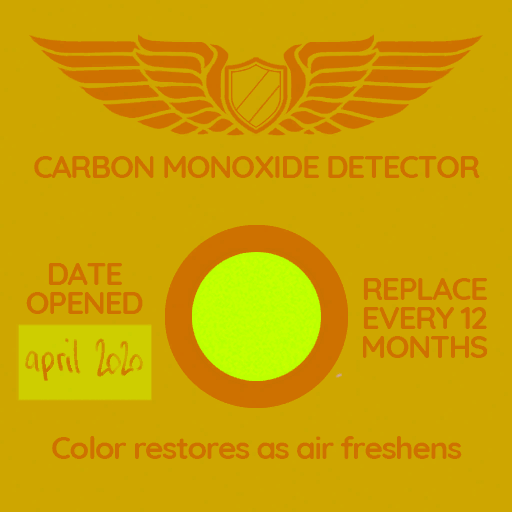 CARBON MONOXIDE DETECTOR
DATE
OPENED
april 2020
REPLACE
EVERY 12
MONTHS
Color restores as air freshens